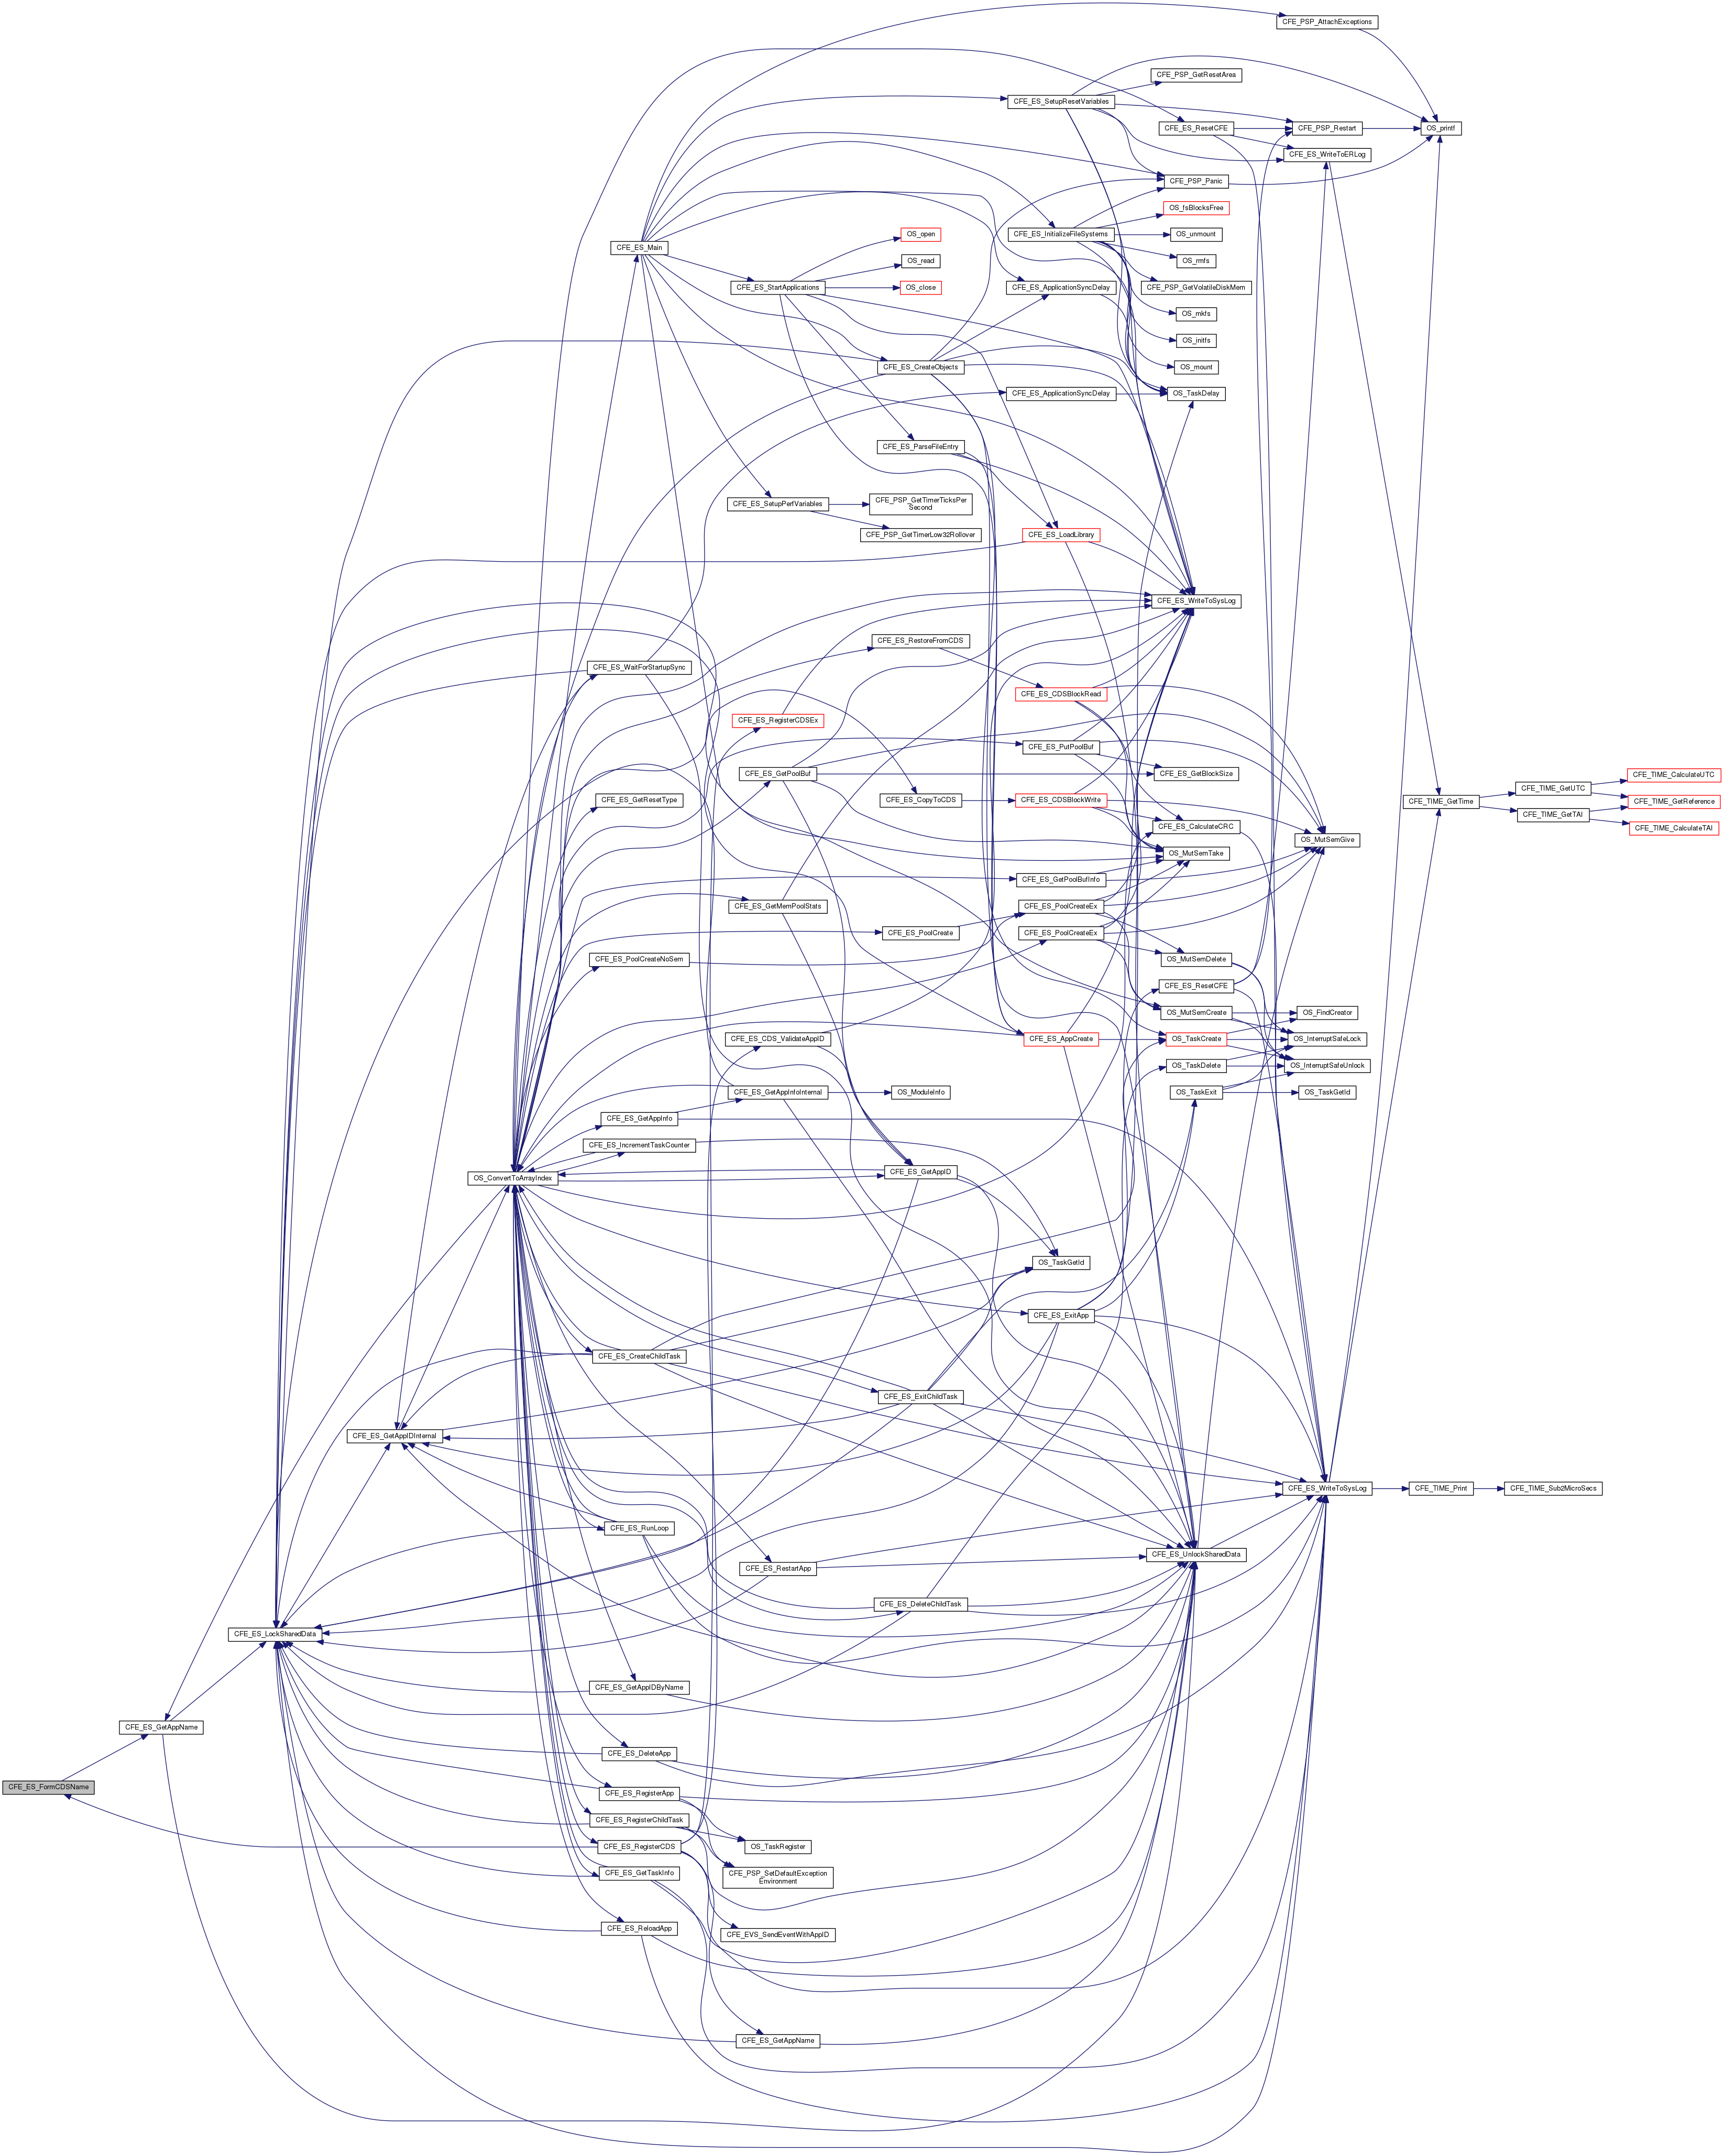 CFE_PSP_AttachExceptions
CFE_PSP_GetResetArea
CFE_ES_SetupResetVariables
CFE_ES_ResetCFE
CFE_PSP_Restart
OS_printf
CFE_ES_WriteToERLog
CFE_PSP_Panic
OS_fsBlocksFree
CFE_ES_InitializeFileSystems
OS_unmount
OS_open
CFE_ES_Main
OS_read
OS_rmfs
CFE_ES_StartApplications
OS_close
CFE_ES_ApplicationSyncDelay
CFE_PSP_GetVolatileDiskMem
OS_mkfs
OS_initfs
CFE_ES_CreateObjects
OS_mount
CFE_ES_ApplicationSyncDelay
OS_TaskDelay
CFE_ES_ParseFileEntry
CFE_ES_SetupPerfVariables
CFE_PSP_GetTimerTicksPer
Second
CFE_PSP_GetTimerLow32Rollover
CFE_ES_LoadLibrary
CFE_ES_WriteToSysLog
CFE_ES_RestoreFromCDS
CFE_ES_WaitForStartupSync
CFE_ES_CDSBlockRead
CFE_ES_RegisterCDSEx
CFE_ES_PutPoolBuf
CFE_ES_GetPoolBuf
CFE_ES_GetBlockSize
CFE_TIME_CalculateUTC
CFE_TIME_GetUTC
CFE_ES_GetResetType
CFE_ES_CopyToCDS
CFE_ES_CDSBlockWrite
CFE_TIME_GetTime
CFE_TIME_GetReference
CFE_TIME_GetTAI
CFE_ES_CalculateCRC
CFE_TIME_CalculateTAI
OS_MutSemGive
OS_MutSemTake
CFE_ES_GetPoolBufInfo
CFE_ES_GetMemPoolStats
CFE_ES_PoolCreateEx
CFE_ES_PoolCreate
CFE_ES_PoolCreateEx
CFE_ES_PoolCreateNoSem
OS_MutSemDelete
CFE_ES_ResetCFE
OS_MutSemCreate
OS_FindCreator
CFE_ES_CDS_ValidateAppID
CFE_ES_AppCreate
OS_TaskCreate
OS_InterruptSafeLock
OS_TaskDelete
OS_InterruptSafeUnlock
CFE_ES_GetAppInfoInternal
OS_ModuleInfo
OS_TaskExit
OS_TaskGetId
CFE_ES_GetAppInfo
CFE_ES_IncrementTaskCounter
OS_ConvertToArrayIndex
CFE_ES_GetAppID
OS_TaskGetId
CFE_ES_ExitApp
CFE_ES_CreateChildTask
CFE_ES_ExitChildTask
CFE_ES_GetAppIDInternal
CFE_ES_WriteToSysLog
CFE_TIME_Print
CFE_TIME_Sub2MicroSecs
CFE_ES_RunLoop
CFE_ES_UnlockSharedData
CFE_ES_RestartApp
CFE_ES_DeleteChildTask
CFE_ES_LockSharedData
CFE_ES_GetAppIDByName
CFE_ES_GetAppName
CFE_ES_DeleteApp
CFE_ES_FormCDSName
CFE_ES_RegisterApp
CFE_ES_RegisterChildTask
CFE_ES_RegisterCDS
OS_TaskRegister
CFE_ES_GetTaskInfo
CFE_PSP_SetDefaultException
Environment
CFE_ES_ReloadApp
CFE_EVS_SendEventWithAppID
CFE_ES_GetAppName